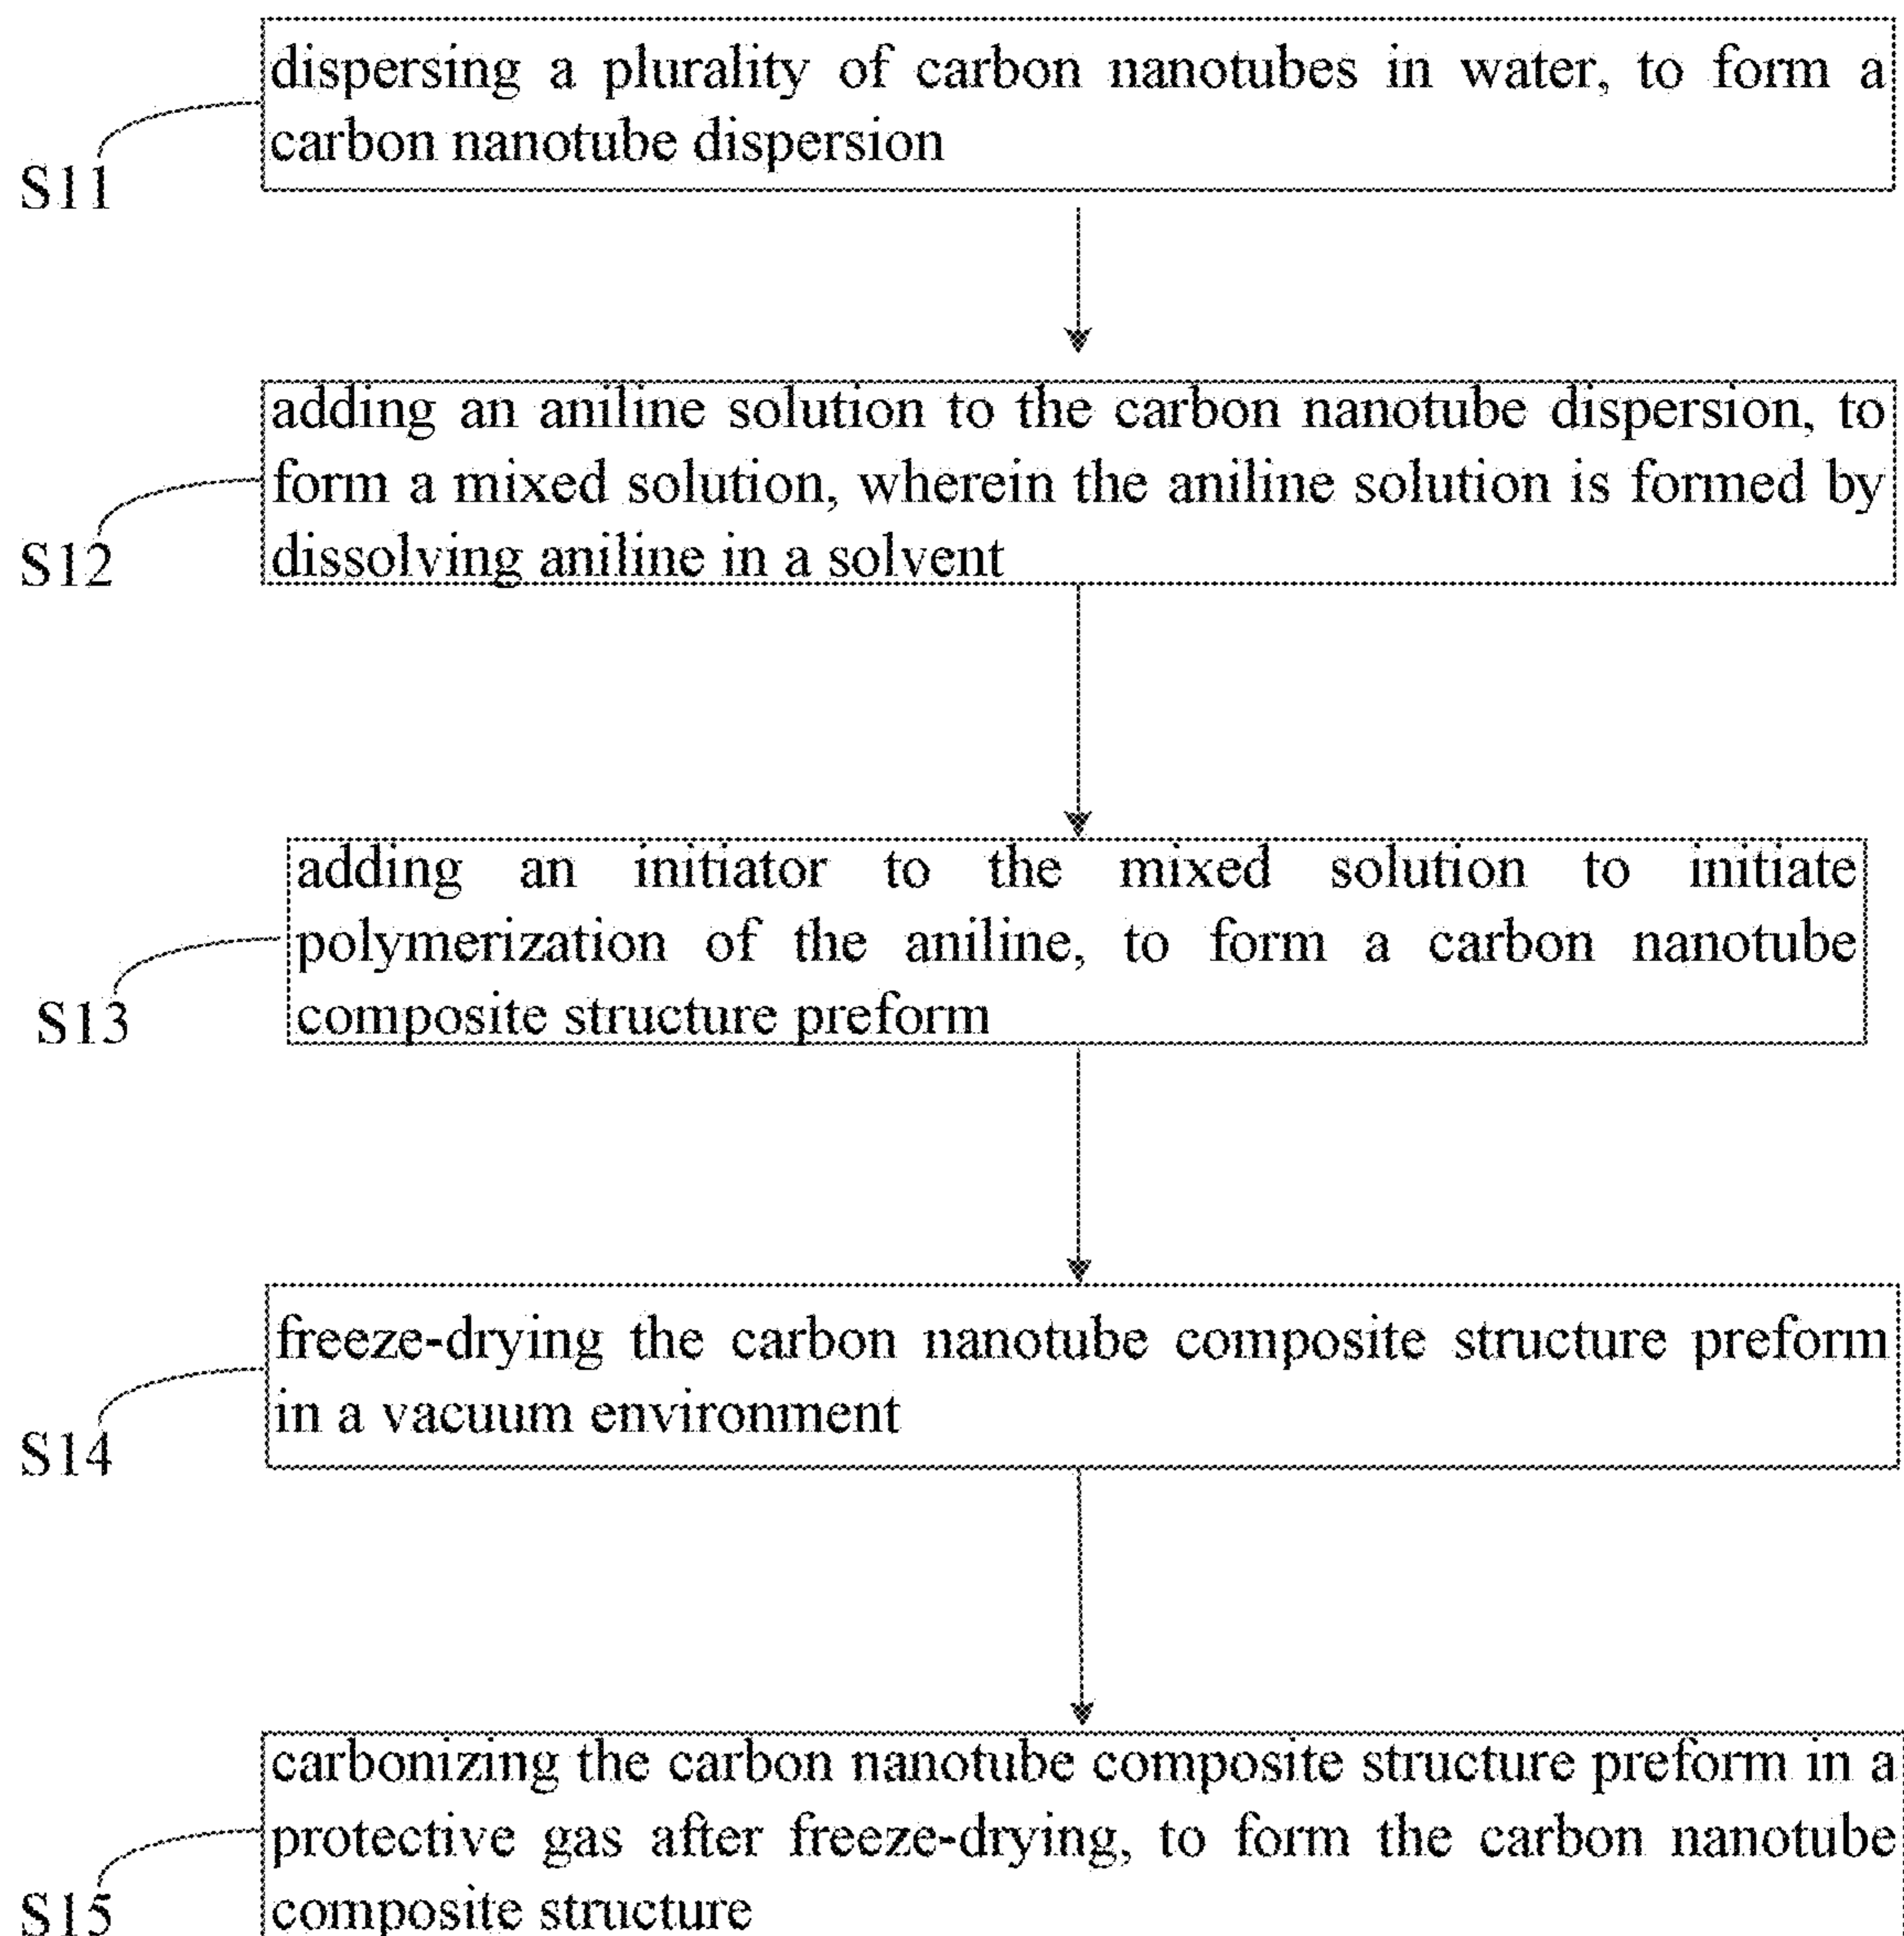 dispersing a plurality of carbon nanotubes in water, to form a
carbon nanotube dispersion
S11
adding an aniline solution to the carbon nanotube dispersion, to
form a mixed solution, wherein the aniline solution is formed by
dissolving aniline in a solvent
S12
adding an initiator to the mixed solution to initiate
polymerization of the aniline, to form a carbon nanotube
composite structure preform
S13
freeze-drying the carbon nanotube composite structure preform
in a vacuum environment
S14
carbonizing the carbon nanotube composite structure preform in a
protective gas after freeze-drying, to form the carbon nanotube
composite structure
S15